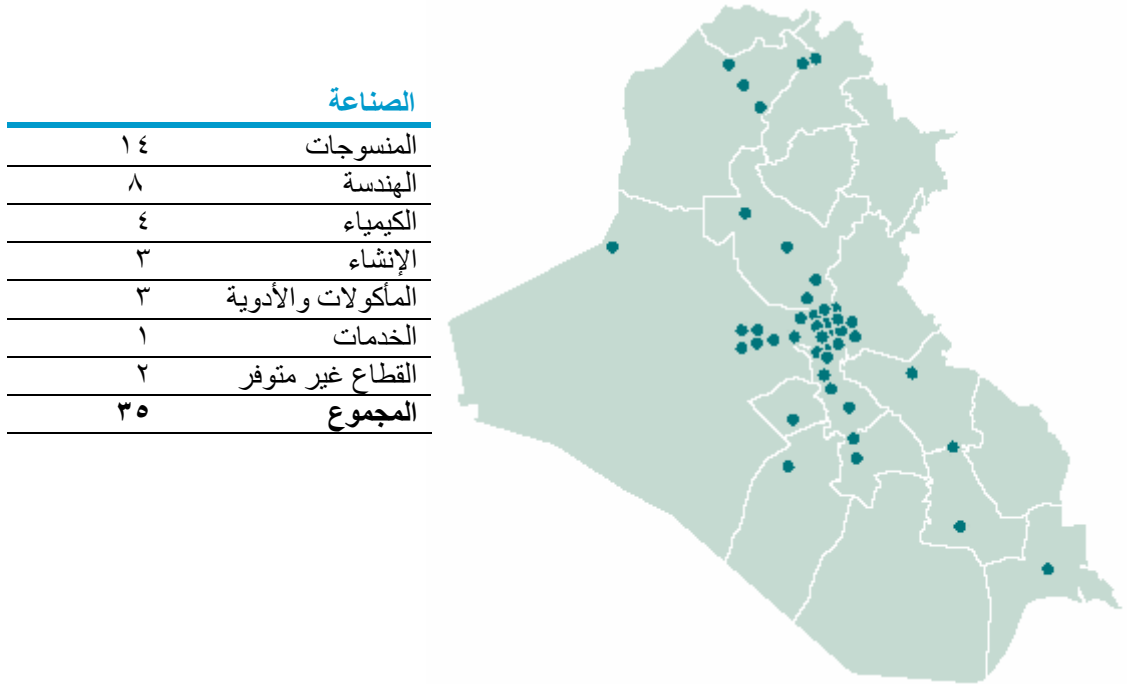 الصناعة
المنسوجات ١٤
الهندسة ٨
الكيمياء ٤
الإنشاء ٣
المأكولات والأدوية ٣
الخدمات ١
القطاع غير متوفر ٢
المجموع ٣٥